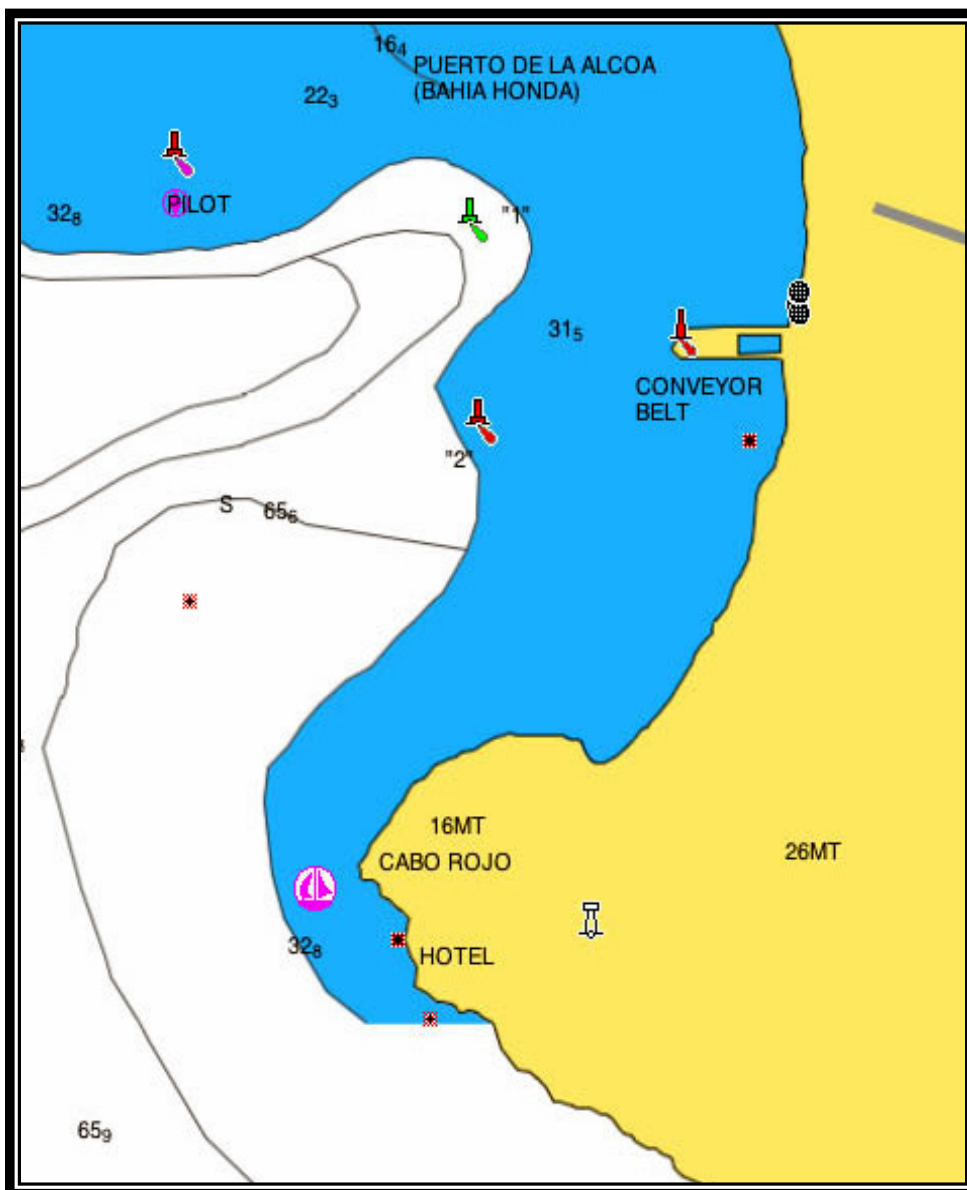 16₄
PUERTO DE LA ALCOA
(BAHIA HONDA)
22₃
PILOT
32₈
"1"
31₅
CONVEYOR
BELT
"2"
S
65₆
16MT
26MT
CABO ROJO
32₈
HOTEL
65₉